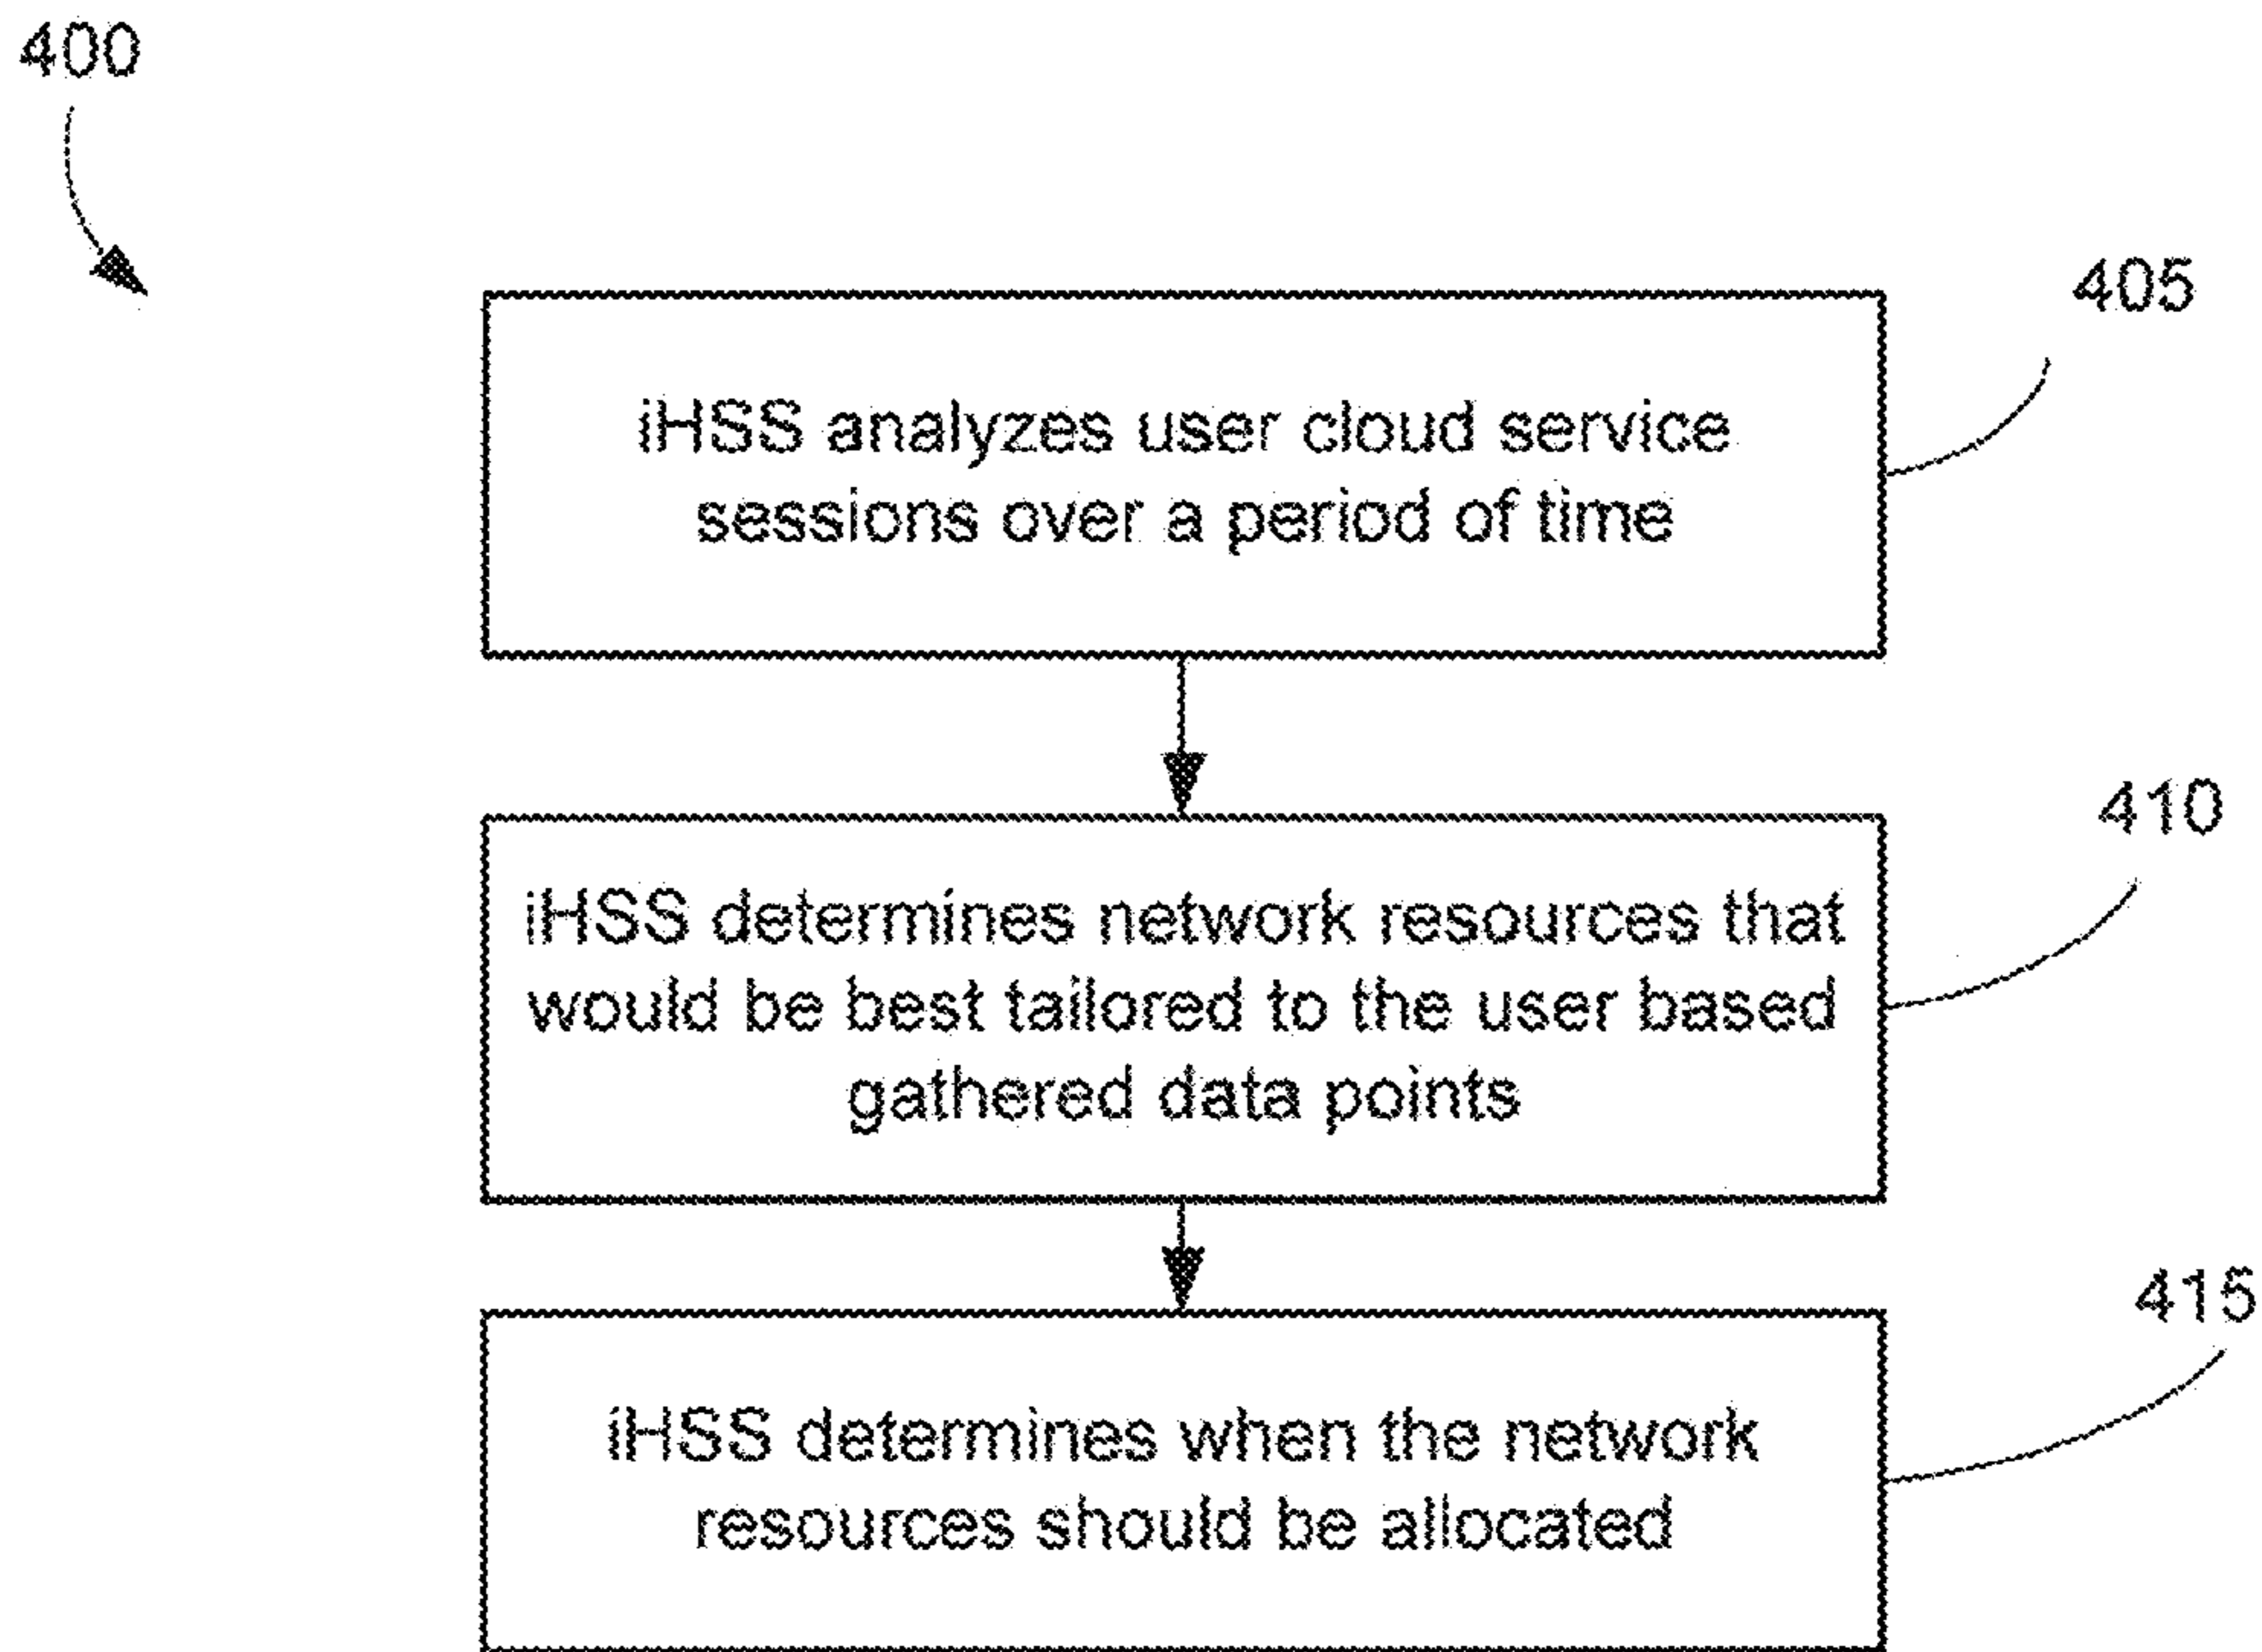 400
405
iHSS analyzes user cloud service
sessions over a period of time
410
iHSS determines network resources that
would be best tailored to the user based
gathered data points
415
iHSS determines when the network
resources should be allocated